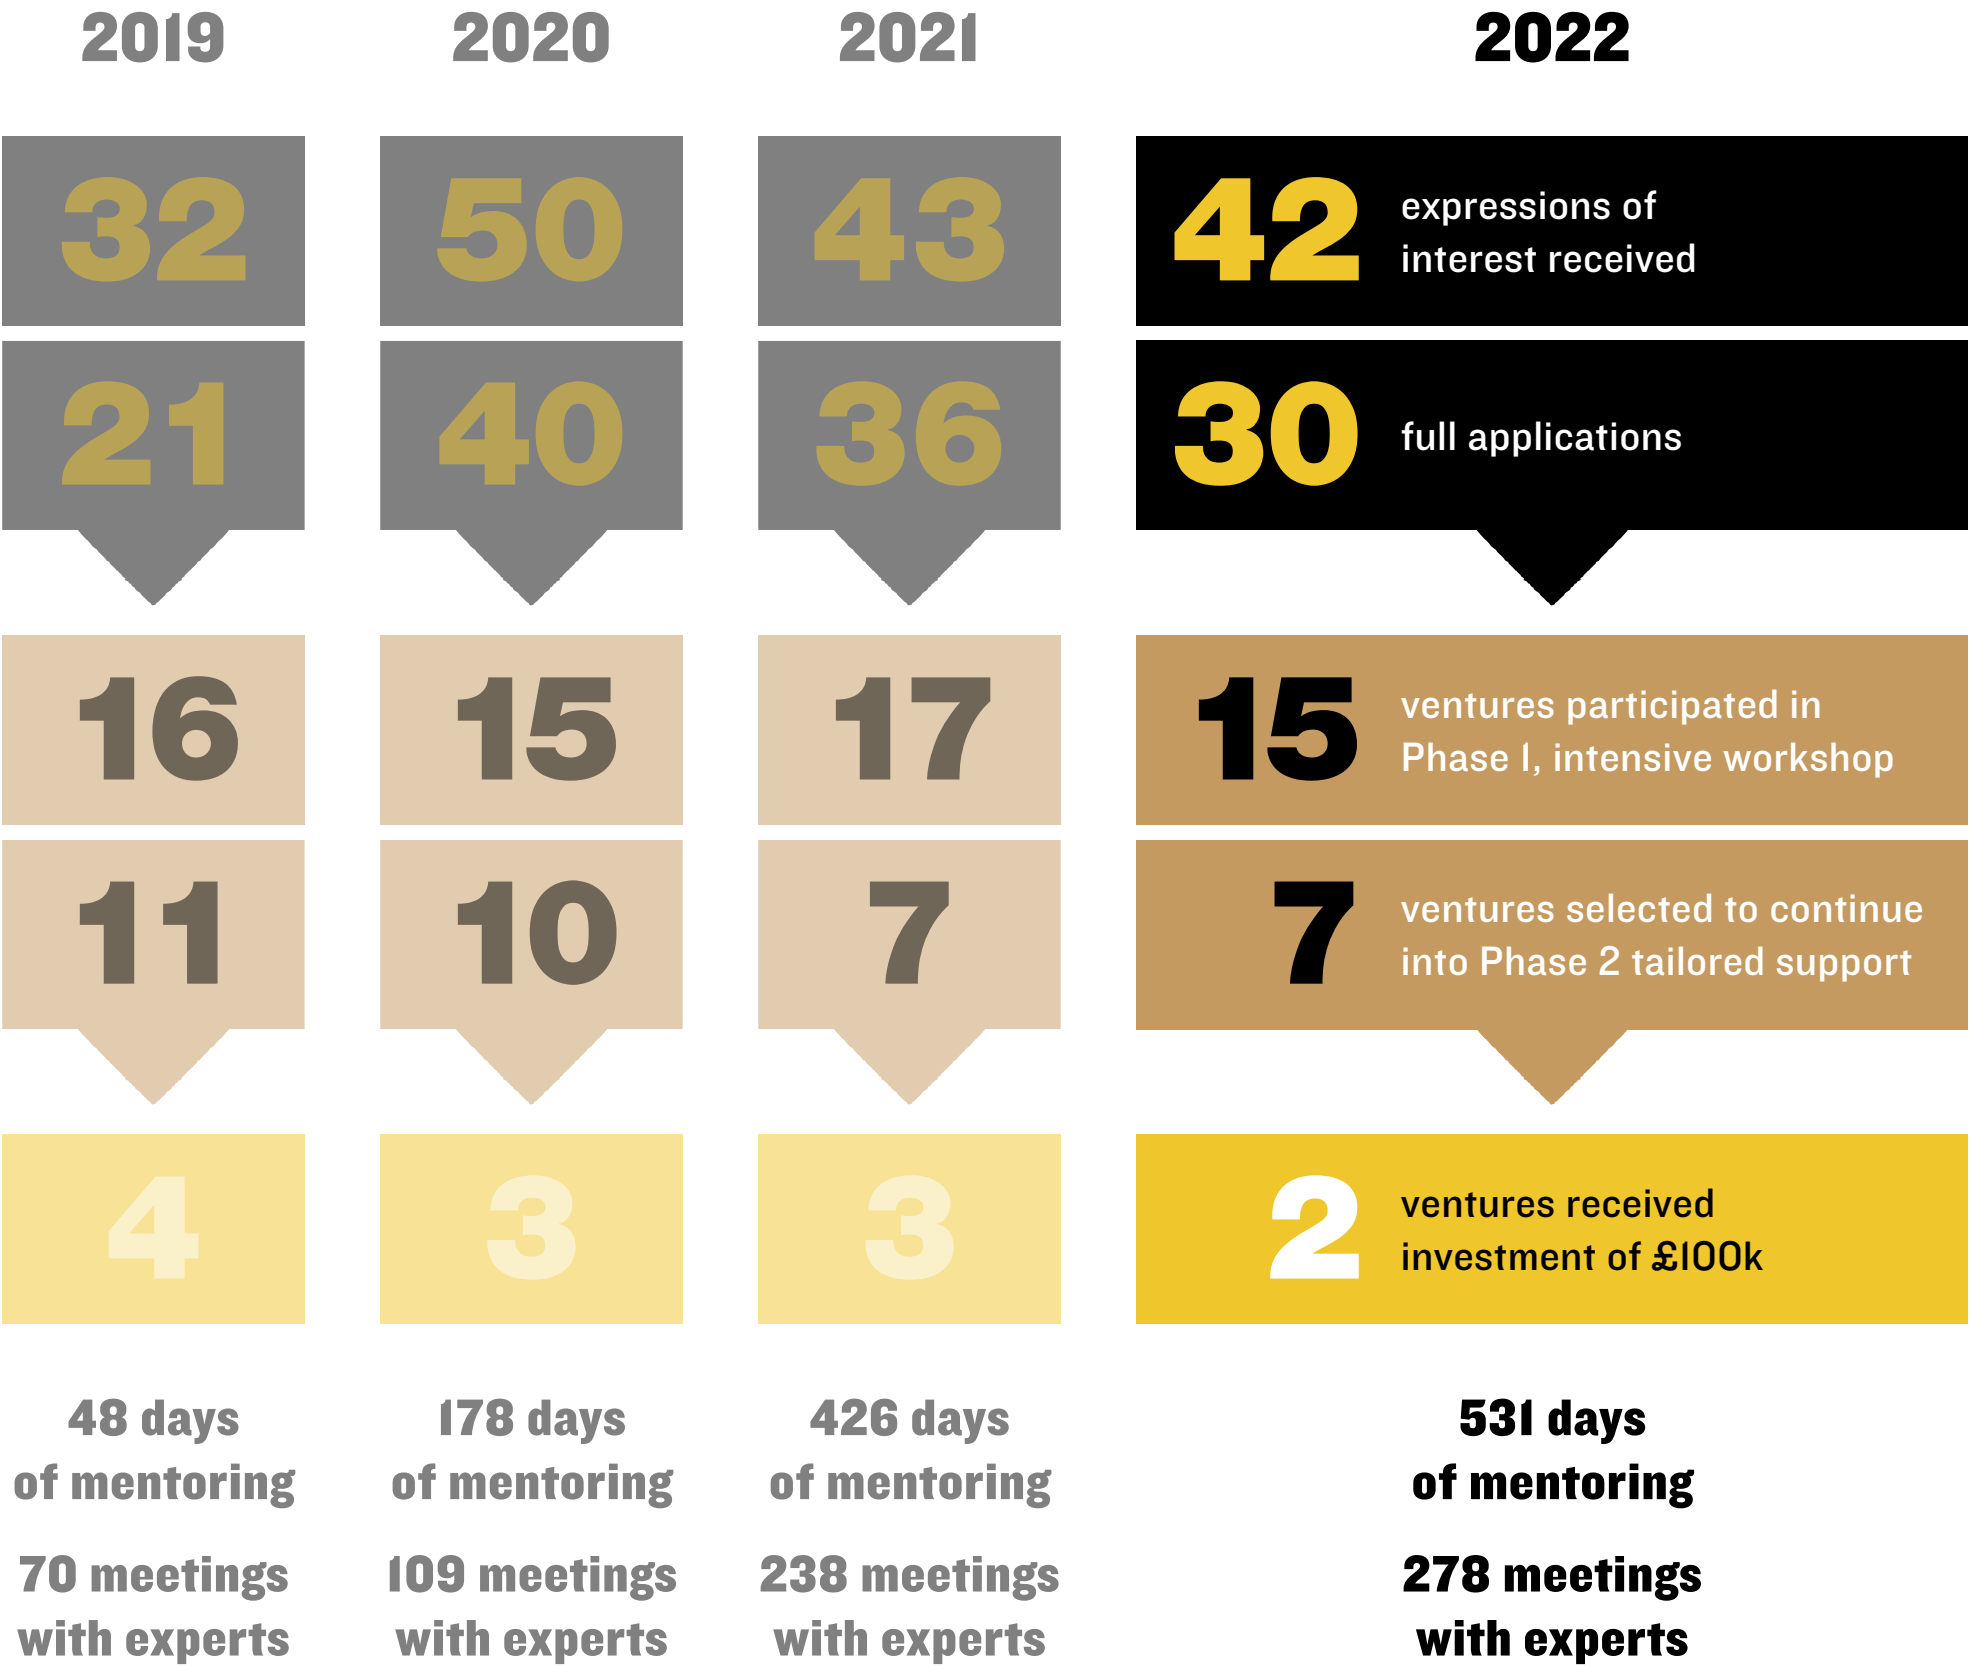 2019 2020 2021 2022
32 50 43 42 expressions of
interest received
21 40 36 30 full applications
16 15 17 15 ventures participated in
Phase 1, intensive workshop
11 10 7 7 ventures selected to continue
into Phase 2 tailored support
4 3 3 2 ventures received
investment of £100k
48 days 178 days 426 days 531 days
of mentoring of mentoring of mentoring of mentoring
70 meetings 109 meetings 238 meetings 278 meetings
with experts with experts with experts with experts